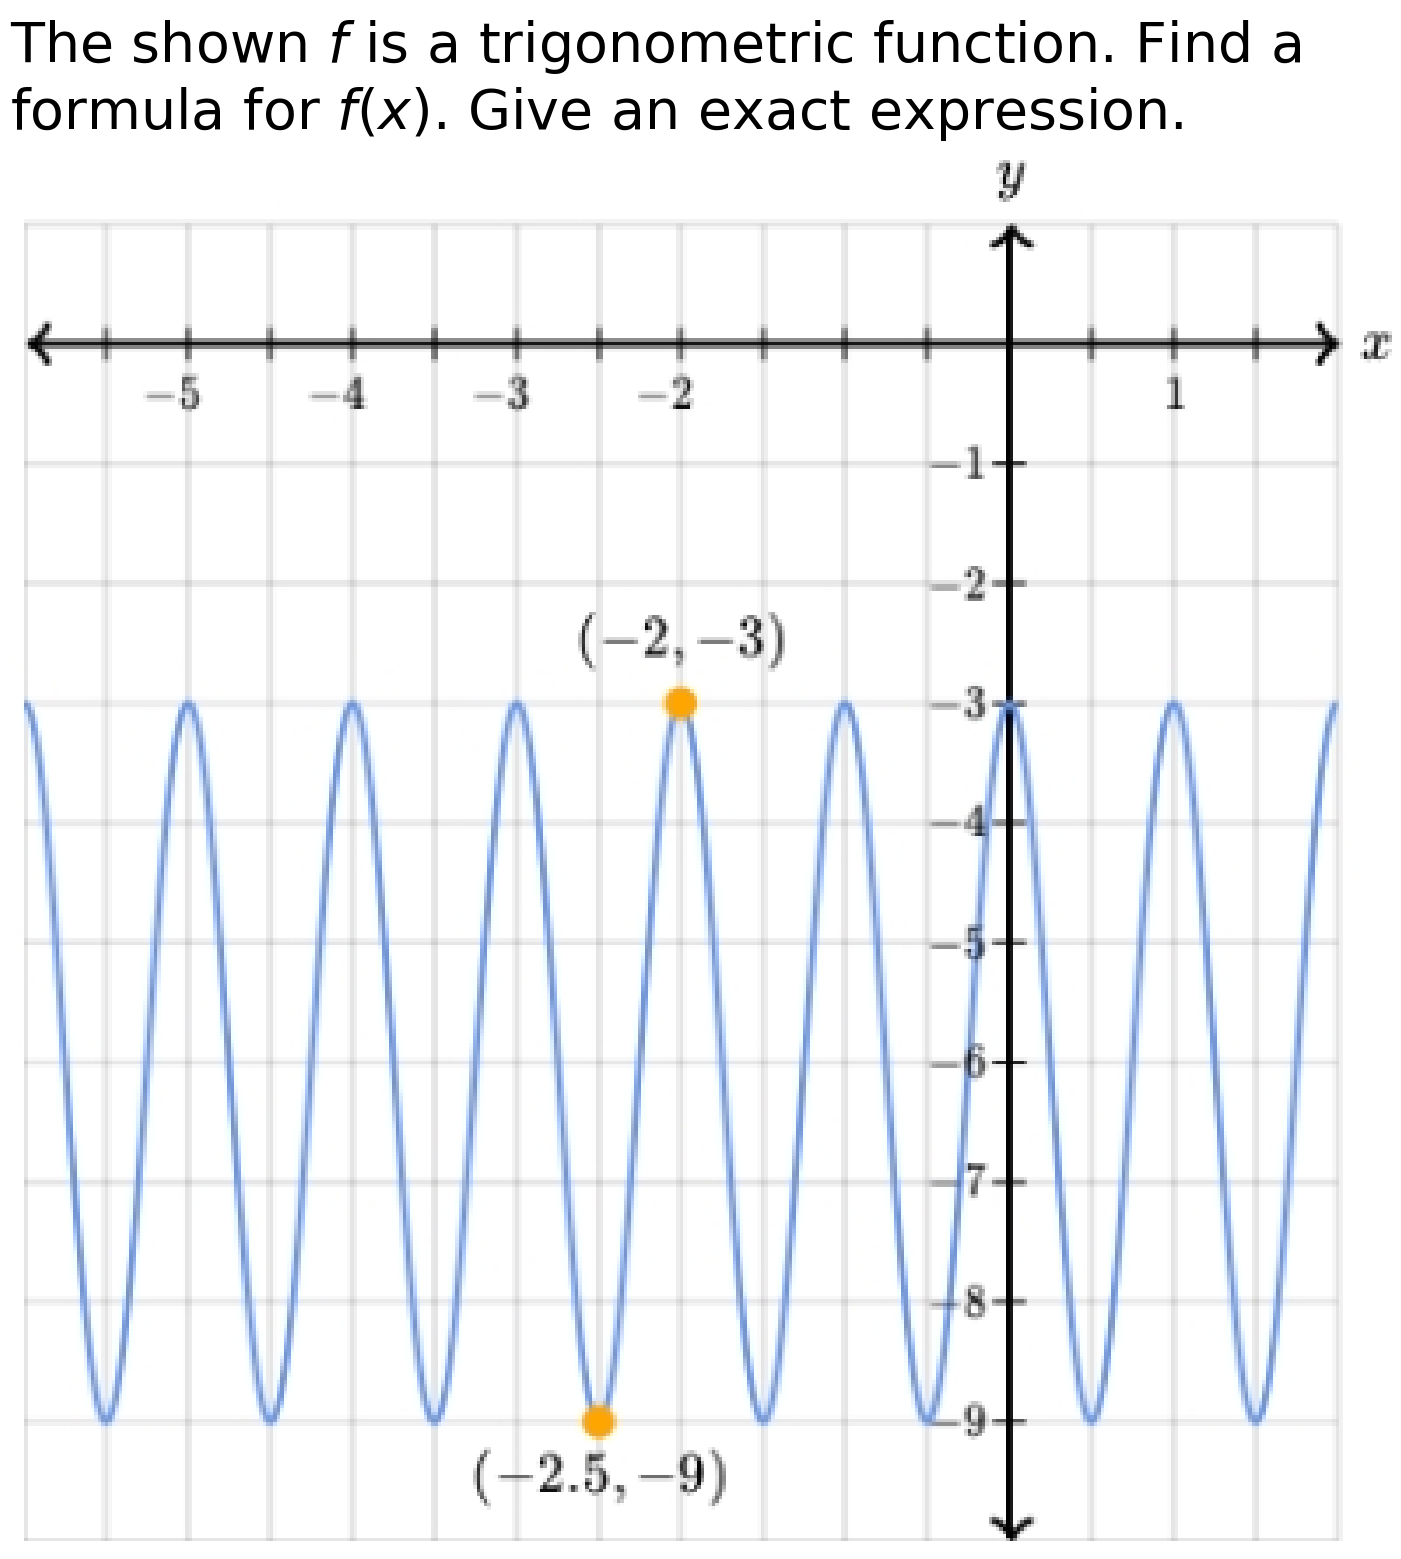 The shown f is a trigonometric function. Find a
formula for f(x). Give an exact expression.
y
x
−5 −4 −3 −2 1
−1
−2
(−2, −3)
−3
−4
−5
−6
−7
−8
−9
(−2.5, −9)